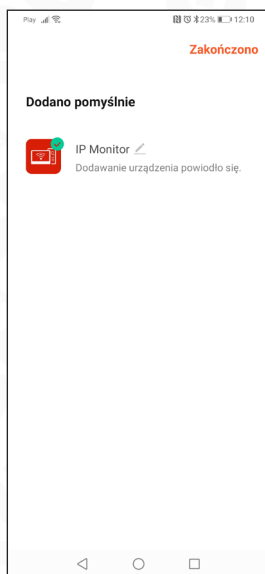 Play 23% 12:10
Zakończono
Dodano pomyślnie
IP Monitor
Dodawanie urządzenia powiodło się.